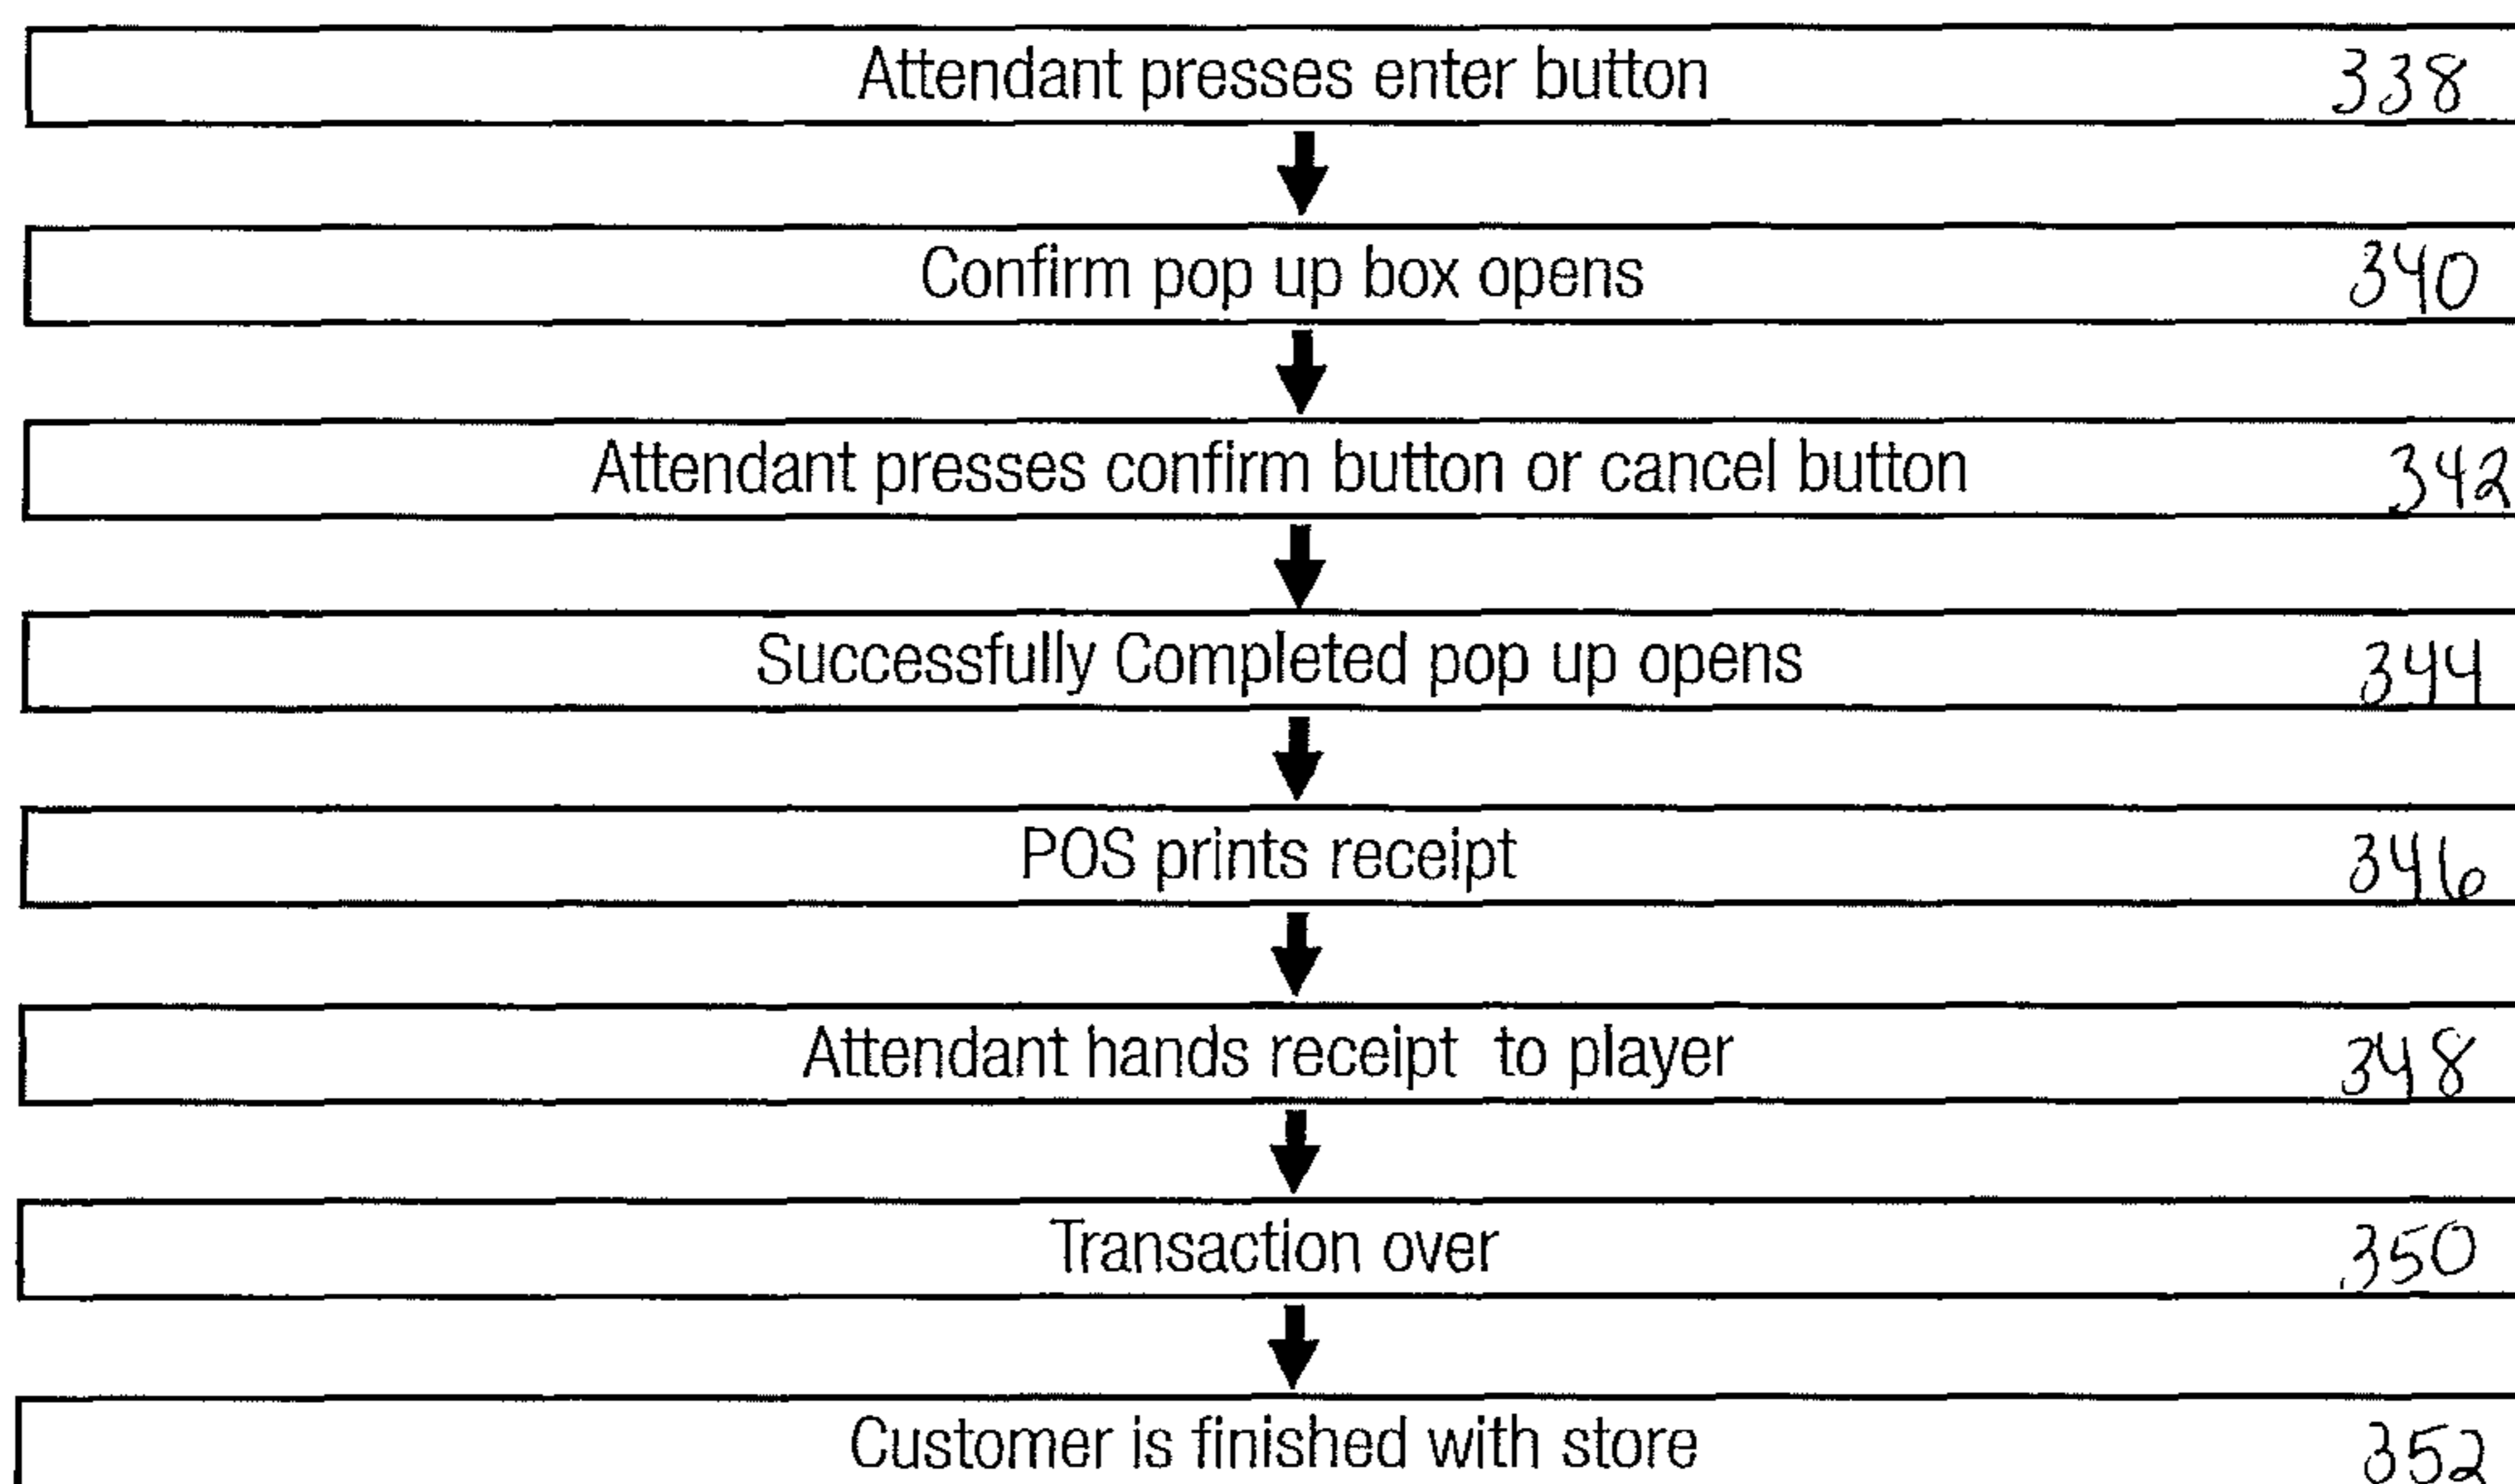 Attendant presses enter button 338
Confirm pop up box opens 340
Attendant presses confirm button or cancel button 342
Successfully Completed pop up opens 344
POS prints receipt 346
Attendant hands receipt to player 348
Transaction over 350
Customer is finished with store 352